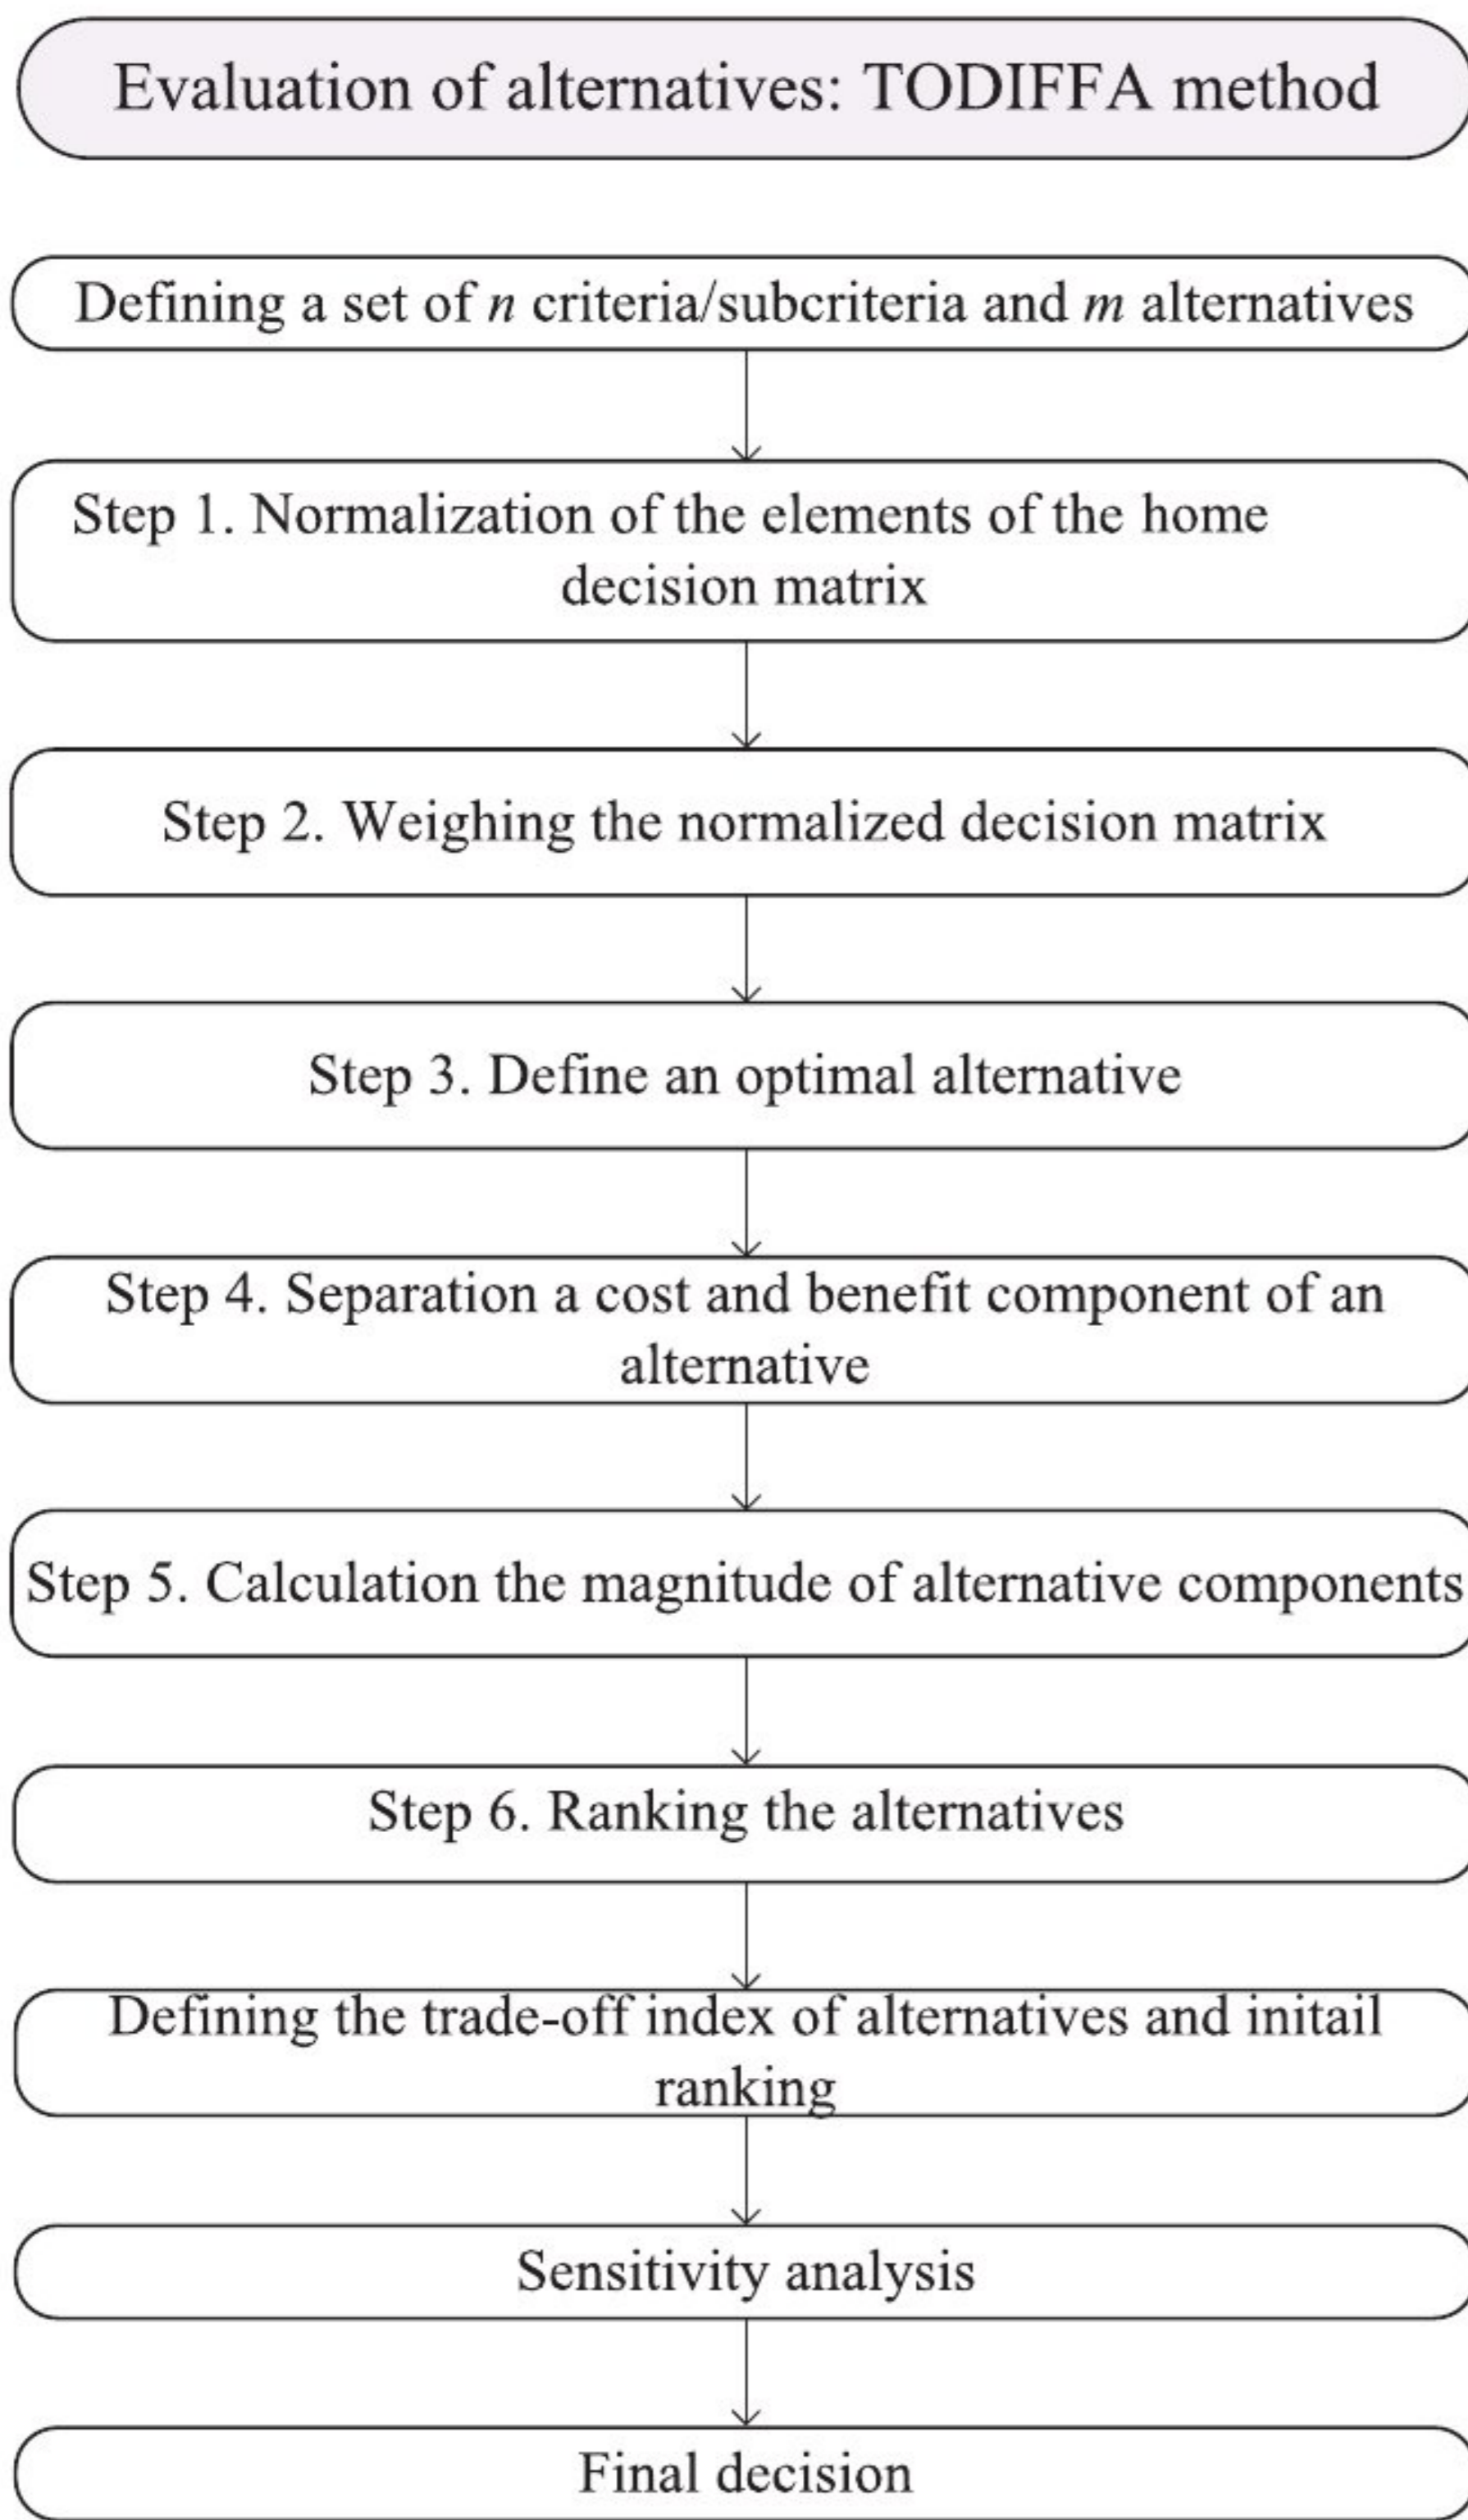 Evaluation of alternatives: TODIFFA method
Defining a set of n criteria/subcriteria and m alternatives
Step 1. Normalization of the elements of the home
decision matrix
Step 2. Weighing the normalized decision matrix
Step 3. Define an optimal alternative
Step 4. Separation a cost and benefit component of an
alternative
Step 5. Calculation the magnitude of alternative components
Step 6. Ranking the alternatives
Defining the trade-off index of alternatives and initail
ranking
Sensitivity analysis
Final decision